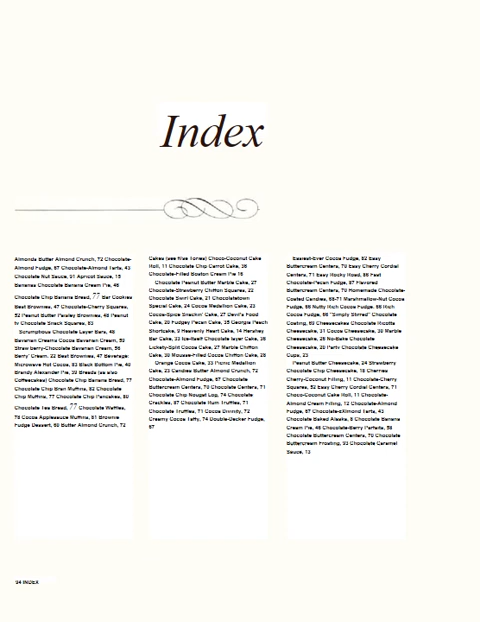 Index
Almonds Butter Almond Crunch, 72 Chocolate-
Almond Fudge, 67 Chocolate-Almond Tarts, 43
Chocolate Nut Sauce, 91 Apricot Sauce, 15
Bananas Chocolate Banana Cream Pie, 46
Chocolate Chip Banana Bread, 77 Bar Cookies
Best Brownies, 47 Chocolate-Cherry Squares,
52 Peanut Butter Paisley Brownies, 48 Peanut
Chocolate Snack Squares, 83
Scrumptious Chocolate Layer Bars, 48
Bavarian Creams Cocoa Bavarian Cream, 59
Strawberry-Chocolate Bavarian Cream, 56
Berry Cream, 22 Best Brownies, 47 Beverage:
Microwave Hot Cocoa, 83 Black Bottom Pie, 40
Brandy Alexander Pie, 39 Breads (see also
Coffeecakes) Chocolate Chip Banana Bread, 77
Chocolate Chip Bran Muffins, 82 Chocolate
Chip Muffins, 77 Chocolate Chip Pancakes, 80
Chocolate Tea Bread, 77 Chocolate Waffles,
78 Cocoa Applesauce Muffins, 81 Brownie
Fudge Dessert, 60 Butter Almond Crunch, 72
Cakes (see files Tortes) Choco-Coconut Cake
Roll, 11 Chocolate Chip Carrot Cake, 36
Chocolate-Filled Boston Cream Pie 16
Chocolate Peanut Butter Marble Cake, 27
Chocolate-Strawberry Chiffon Squares, 22
Chocolate Swirl Cake, 21 Chocolatetown
Special Cake, 24 Cocoa Medallion Cake, 23
Cocoa-Spice Snackin' Cake, 27 Devil's Food
Cake, 20 Fudgey Pecan Cake, 35 Georgia Peach
Shortcake, 9 Heavenly Heart Cake, 14 Hershey
Bar Cake, 33 Ice-Itself Chocolate layer Cake, 36
Lickety-Split Cocoa Cake, 27 Marble Chiffon
Cake, 30 Mousse-Filled Cocoa Chiffon Cake, 28
Orange Cocoa Cake, 33 Picnic Medallion
Cake, 23 Candies Butter Almond Crunch, 72
Chocolate-Almond Fudge, 67 Chocolate
Buttercream Centers, 70 Chocolate Centers, 71
Chocolate Chip Nougat Log, 74 Chocolate
Crackles, 67 Chocolate Rum Truffles, 71
Chocolate Truffles, 71 Cocoa Divinity, 72
Creamy Cocoa Taffy, 74 Double-Decker Fudge,
67
Easiest-Ever Cocoa Fudge, 62 Easy
Buttercream Centers, 70 Easy Cherry Cordial
Centers, 71 Easy Rocky Road, 66 Fast
Chocolate-Pecan Fudge, 67 Flavored
Buttercream Centers, 70 Homemade Chocolate-
Coated Candies, 68-71 Marshmallow-Nut Cocoa
Fudge, 66 Nutty Rich Cocoa Fudge, 66 Rich
Cocoa Fudge, 66 "Simply Stirred" Chocolate
Coating, 69 Cheesecakes Chocolate Ricotta
Cheesecake, 31 Cocoa Cheesecake, 38 Marble
Cheesecake, 26 No-Bake Chocolate
Cheesecake, 20 Party Chocolate Cheesecake
Cups, 23
Peanut Butter Cheesecake, 24 Strawberry
Chocolate Chip Cheesecake, 18 Cherries
Cherry-Coconut Filling, 11 Chocolate-Cherry
Squares, 52 Easy Cherry Cordial Centers, 71
Choco-Coconut Cake Roll, 11 Chocolate-
Almond Cream Filling, 12 Chocolate-Almond
Fudge, 67 Chocolate-Almond Tarts, 43
Chocolate Baked Alaska, 8 Chocolate Banana
Cream Pie, 46 Chocolate-Berry Parfaits, 58
Chocolate Buttercream Centers, 70 Chocolate
Buttercream Frosting, 93 Chocolate Caramel
Sauce, 13
94 INDEX